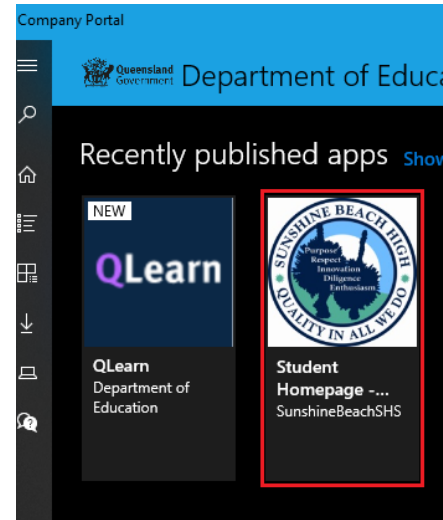 Company Portal
Queensland
Government
Department of Educa
Recently published apps Show
NEW
QLearn
SUNSHINE BEACH HIGH
Purpose
Respect
Innovation
Diligence
Enthusiasm
QUALITY IN ALL WE DO
QLearn
Department of
Education
Student
Homepage -...
SunshineBeachSHS